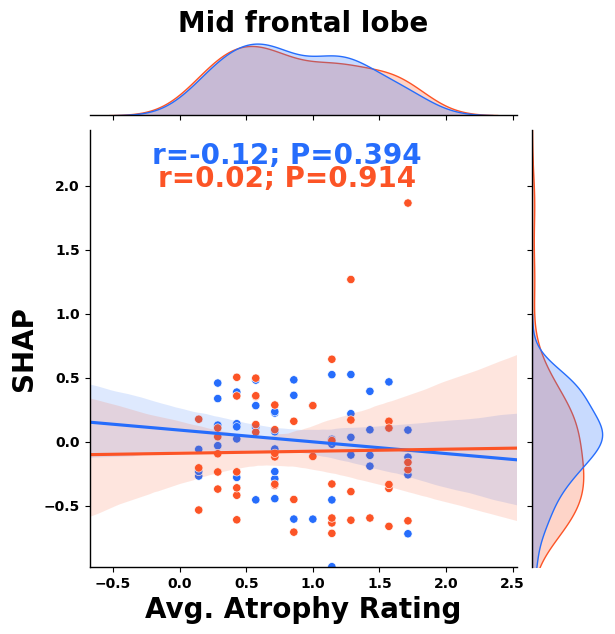 Mid frontal lobe
r=-0.12; P=0.394
r=0.02; P=0.914
2.0
1.5
1.0
0.5
0.0
−0.5
SHAP
−0.5 0.0 0.5 1.0 1.5 2.0 2.5
Avg. Atrophy Rating